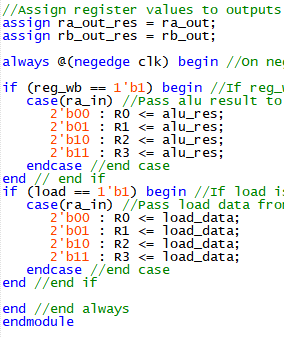 //Assign register values to outputs
assign ra_out_res = ra_out;
assign rb_out_res = rb_out;
always @(negedge clk) begin //On ne
if (reg_wb == 1'b1) begin //If reg_w
case(ra_in) //Pass alu result to
2'b00 : R0 <= alu_res;
2'b01 : R1 <= alu_res;
2'b10 : R2 <= alu_res;
2'b11 : R3 <= alu_res;
endcase //end case
end // end if
if (load == 1'b1) begin //If load is
case(ra_in) //Pass load data from
2'b00 : R0 <= load_data;
2'b01 : R1 <= load_data;
2'b10 : R2 <= load_data;
2'b11 : R3 <= load_data;
endcase //end case
end //end if
end //end always
endmodule